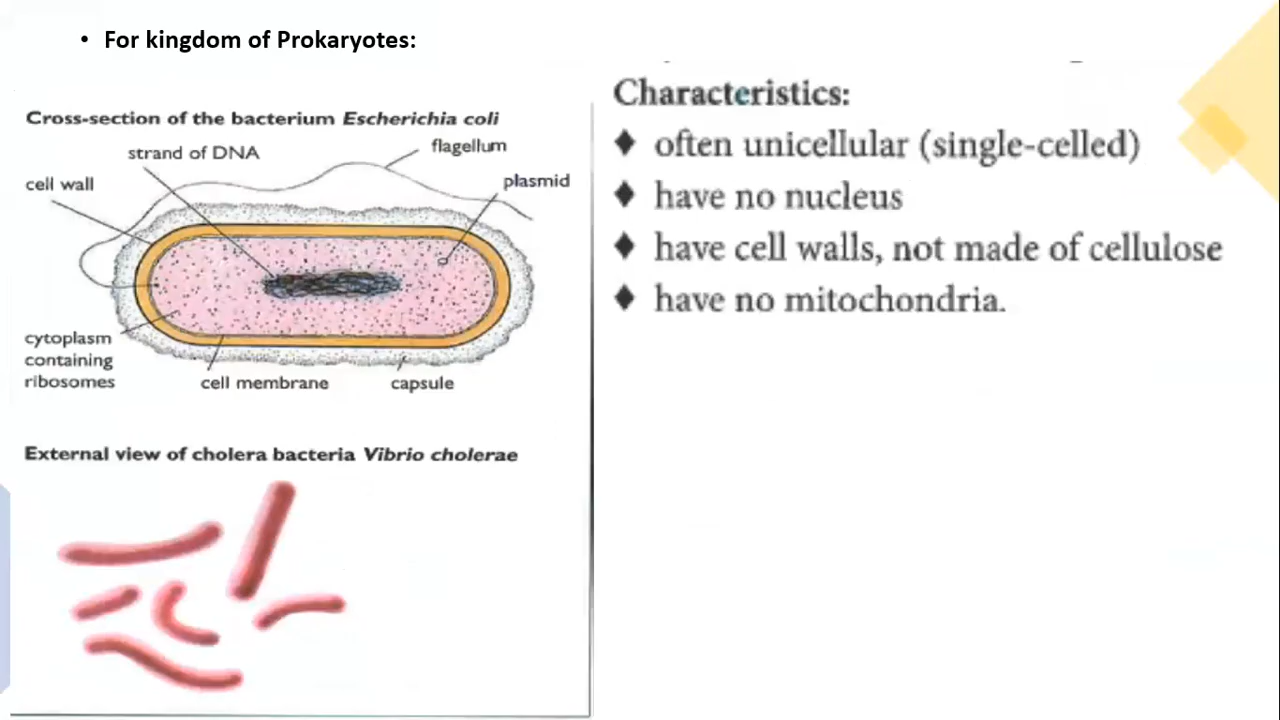 • For kingdom of Prokaryotes:
Cross-section of the bacterium Escherichia coli
strand of DNA
flagellum
cell wall
plasmid
cytoplasm
containing
ribosomes
cell membrane
capsule
External view of cholera bacteria Vibrio cholerae
Characteristics:
♦ often unicellular (single-celled)
♦ have no nucleus
♦ have cell walls, not made of cellulose
♦ have no mitochondria.